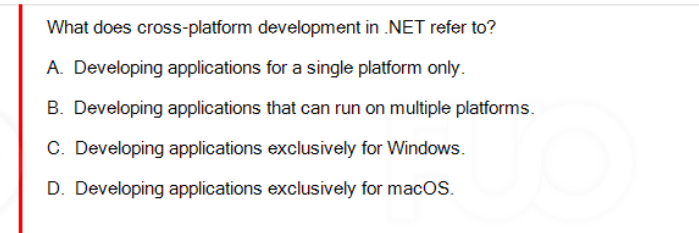 What does cross-platform development in .NET refer to?
A. Developing applications for a single platform only.
B. Developing applications that can run on multiple platforms.
C. Developing applications exclusively for Windows.
D. Developing applications exclusively for macOS.